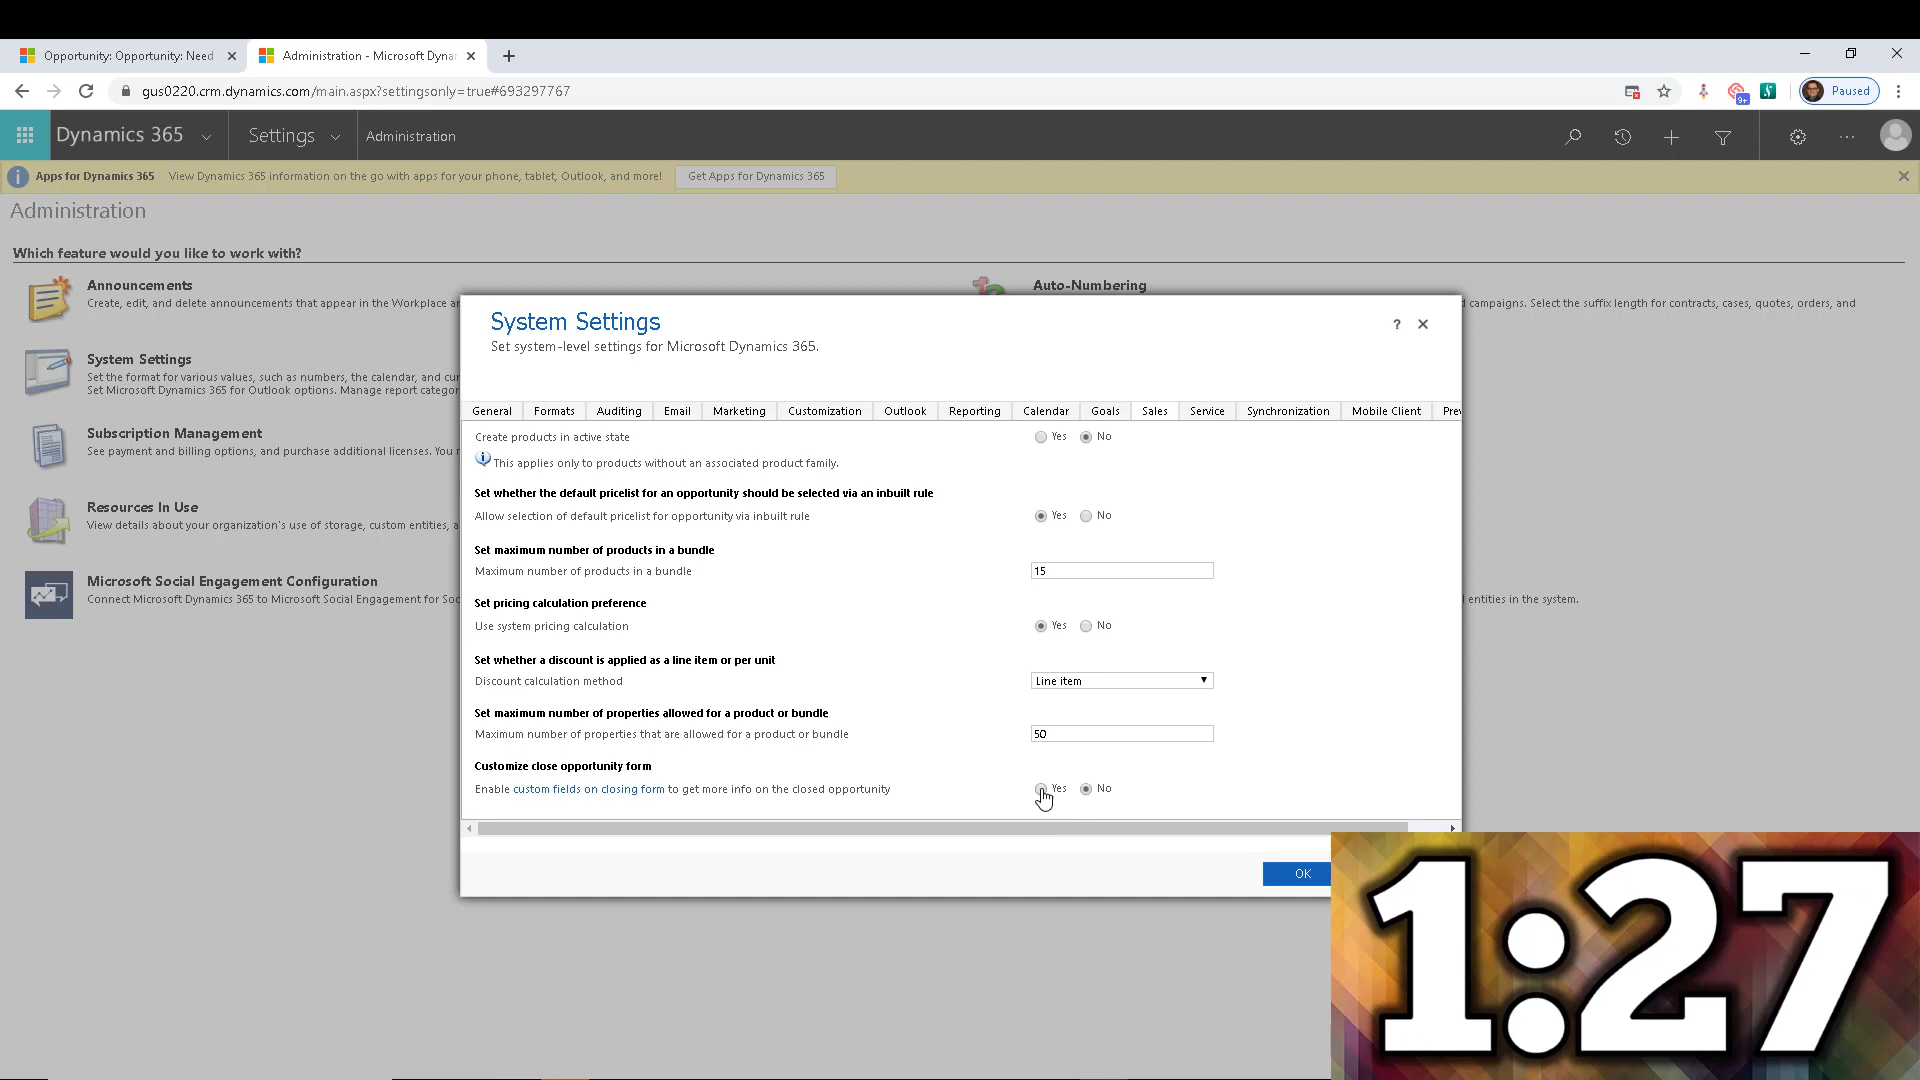 Opportunity: Opportunity: Need
Administration - Microsoft Dynar
gus0220.crm.dynamics.com/main.aspx?settingsonly=true#693297767
9+
Paused
Dynamics 365
Settings
Administration
Apps for Dynamics 365 View Dynamics 365 information on the go with apps for your phone, tablet, Outlook, and more! Get Apps for Dynamics 365
Administration
Which feature would you like to work with?
Announcements
Create, edit, and delete announcements that appear in the Workplace ar
Auto-Numbering
campaigns. Select the suffix length for contracts, cases, quotes, orders, and
System Settings
Set the format for various values, such as numbers, the calendar, and cur
Set Microsoft Dynamics 365 for Outlook options. Manage report categor
Subscription Management
See payment and billing options, and purchase additional licenses. You n
Resources In Use
View details about your organization's use of storage, custom entities, a
Microsoft Social Engagement Configuration
Connect Microsoft Dynamics 365 to Microsoft Social Engagement for Soc
l entities in the system.
System Settings
?
Set system-level settings for Microsoft Dynamics 365.
General Formats Auditing Email Marketing Customization Outlook Reporting Calendar Goals Sales Service Synchronization Mobile Client Prev
Create products in active state Yes No
This applies only to products without an associated product family.
Set whether the default pricelist for an opportunity should be selected via an inbuilt rule
Allow selection of default pricelist for opportunity via inbuilt rule Yes No
Set maximum number of products in a bundle
Maximum number of products in a bundle 15
Set pricing calculation preference
Use system pricing calculation Yes No
Set whether a discount is applied as a line item or per unit
Discount calculation method Line item
Set maximum number of properties allowed for a product or bundle
Maximum number of properties that are allowed for a product or bundle 50
Customize close opportunity form
Enable custom fields on closing form to get more info on the closed opportunity Yes No
OK
1:27